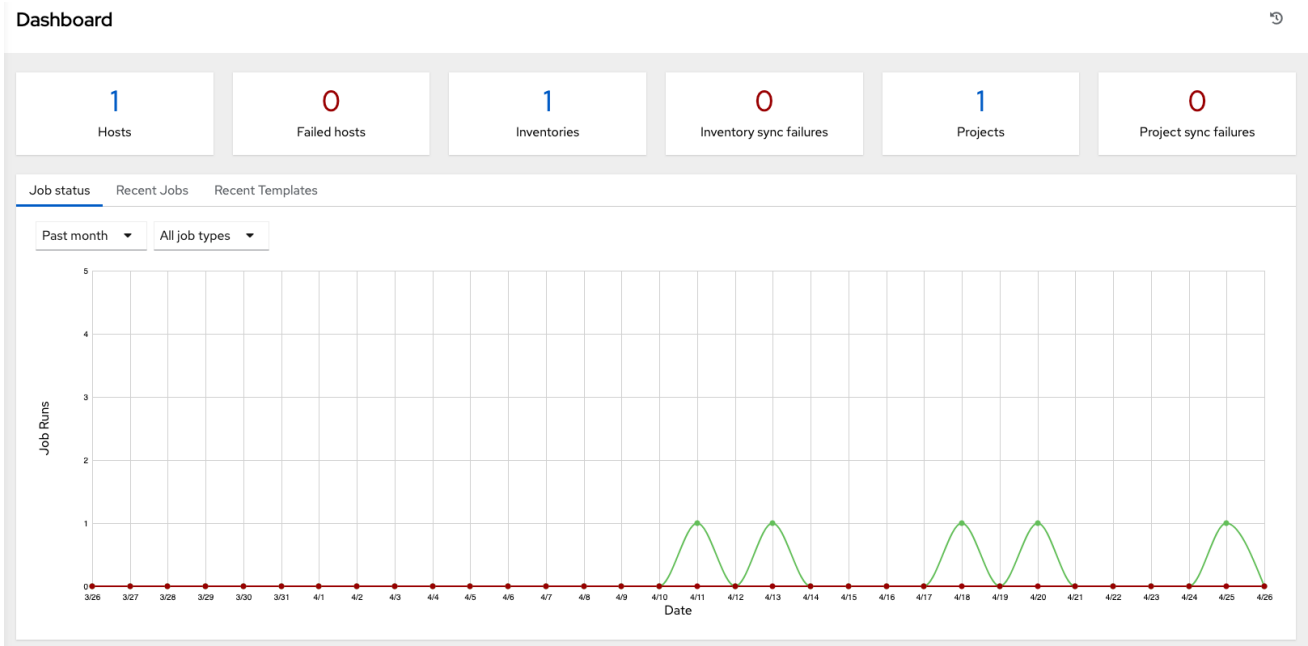 Dashboard
1 0 1 0 1 0
Hosts Failed hosts Inventories Inventory sync failures Projects Project sync failures
Job status Recent Jobs Recent Templates
Past month All job types
5
4
3
Job Runs
2
1
0
3/26 3/27 3/28 3/29 3/30 3/31 4/1 4/2 4/3 4/4 4/5 4/6 4/7 4/8 4/9 4/10 4/11 4/12 4/13 4/14 4/15 4/16 4/17 4/18 4/19 4/20 4/21 4/22 4/23 4/24 4/25 4/26
Date